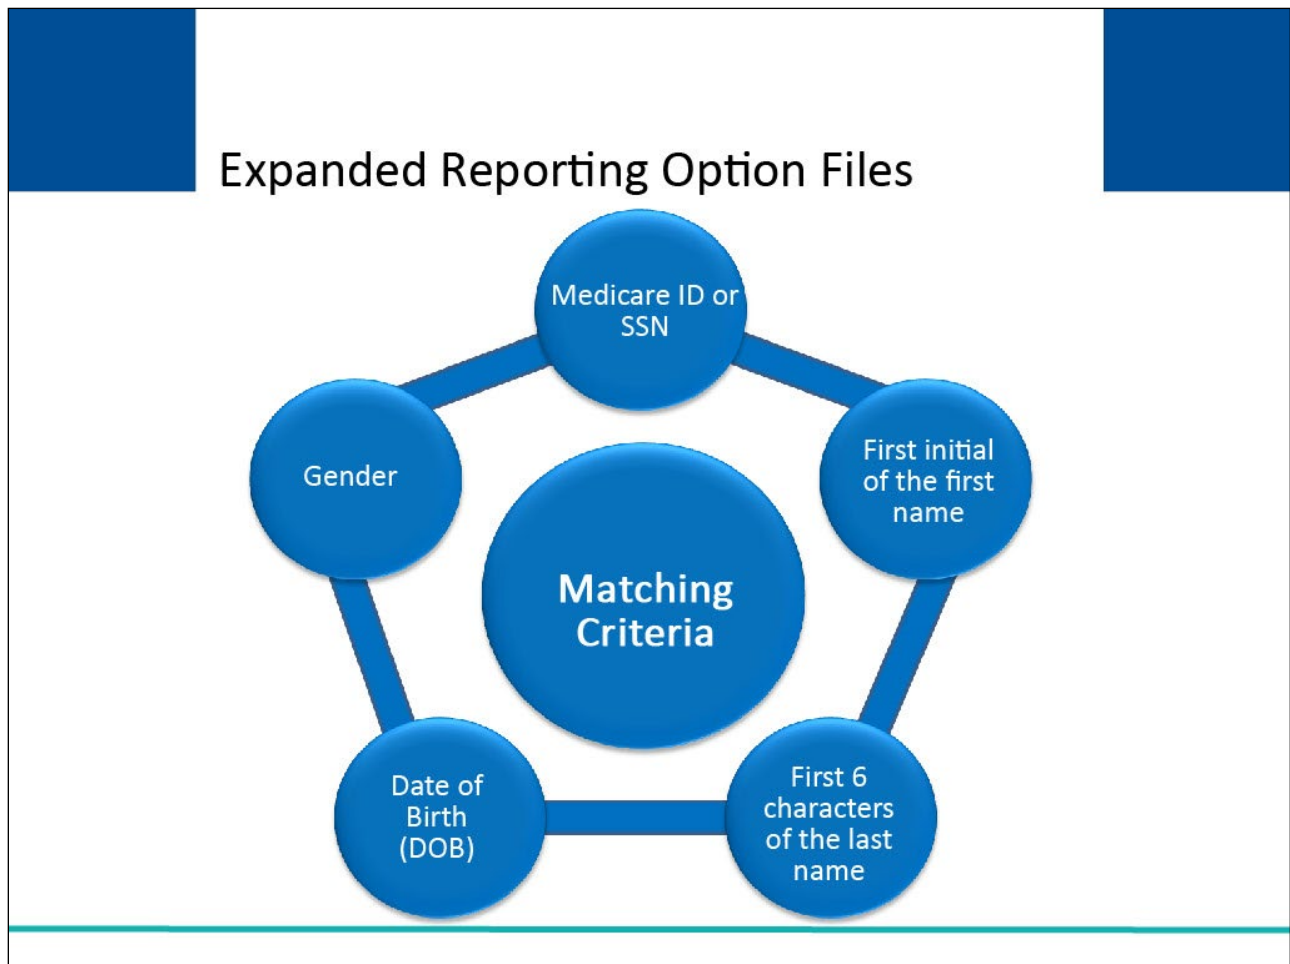 Expanded Reporting Option Files
Medicare ID or
SSN
First initial
of the first
name
Gender
Matching
Criteria
Date of
Birth
(DOB)
First 6
characters
of the last
name